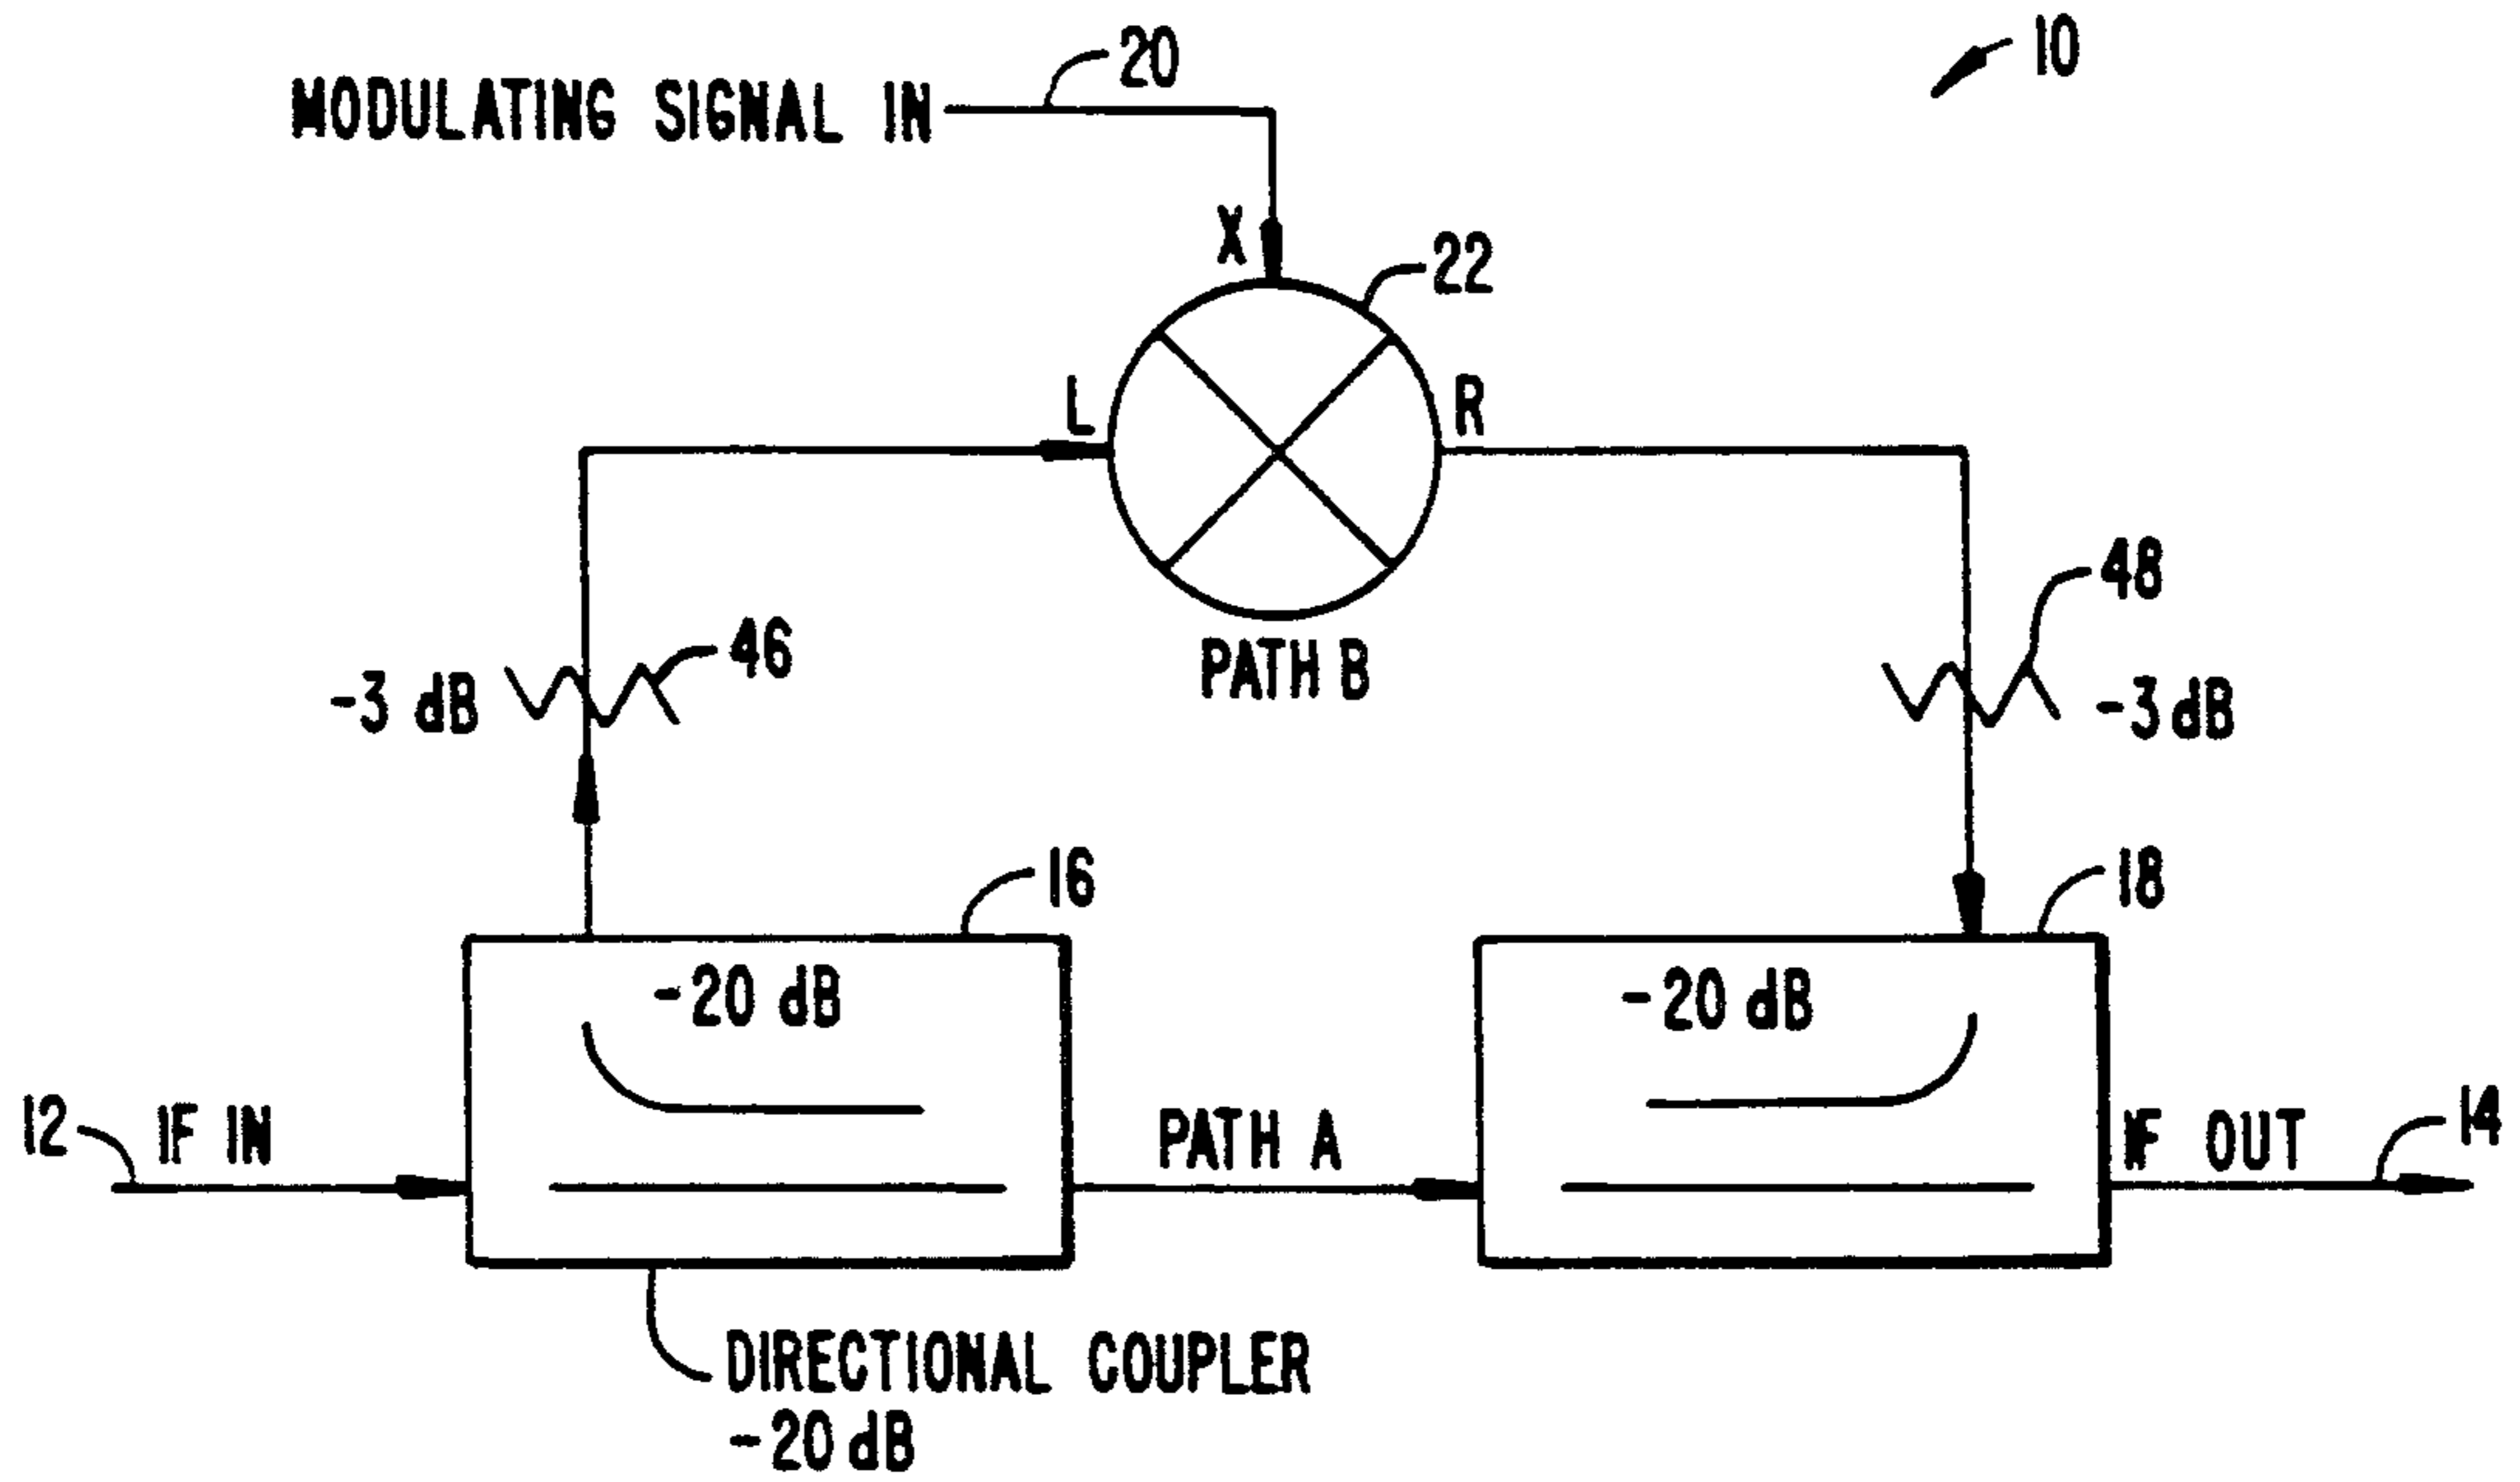 20
10
MODULATING SIGNAL IN
X
22
L
R
48
46
-3 dB
PATH B
-3 dB
16
18
-20 dB
-20 dB
12
IF IN
PATH A
IF OUT
14
DIRECTIONAL COUPLER
-20 dB